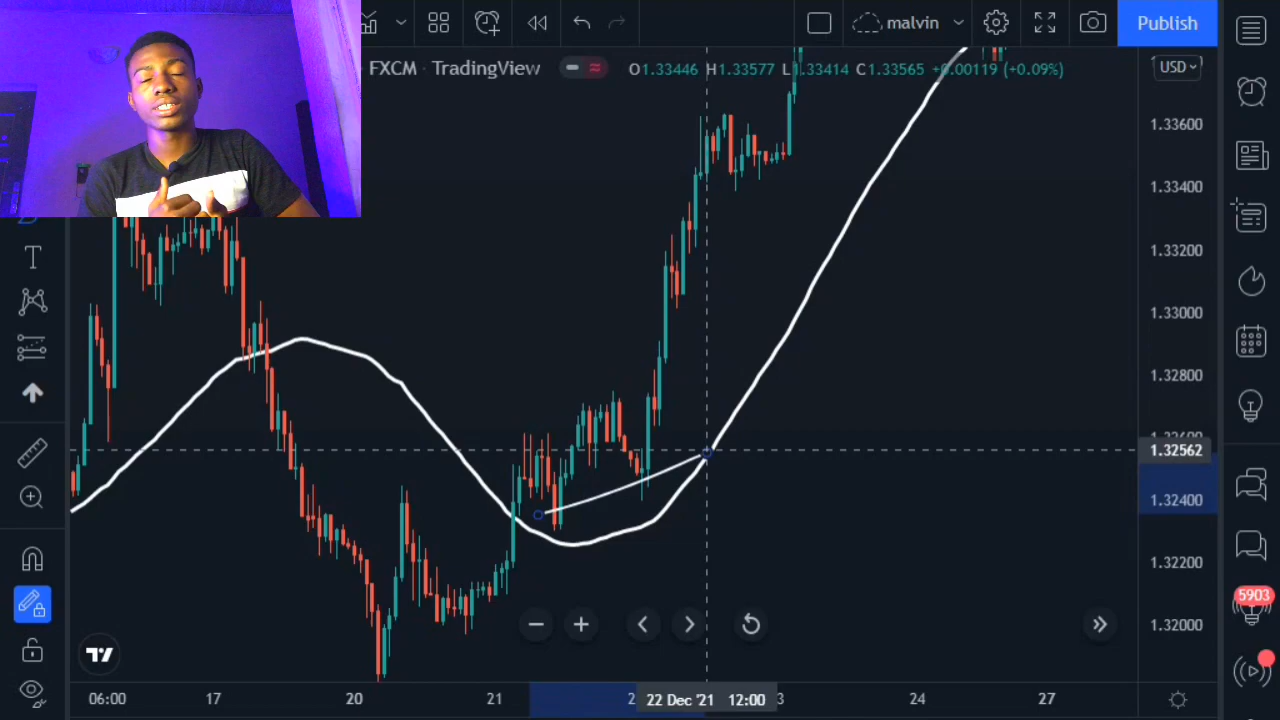 malvin
Publish
FXCM · TradingView
O1.33446 H1.33577 L1.33414 C1.33565 +0.00119 (+0.09%)
USD
1.33600
1.33400
1.33200
1.33000
1.32800
1.32562
1.32400
1.32200
1.32000
5903
06:00
17
20
21
22 Dec '21 12:00
24
27